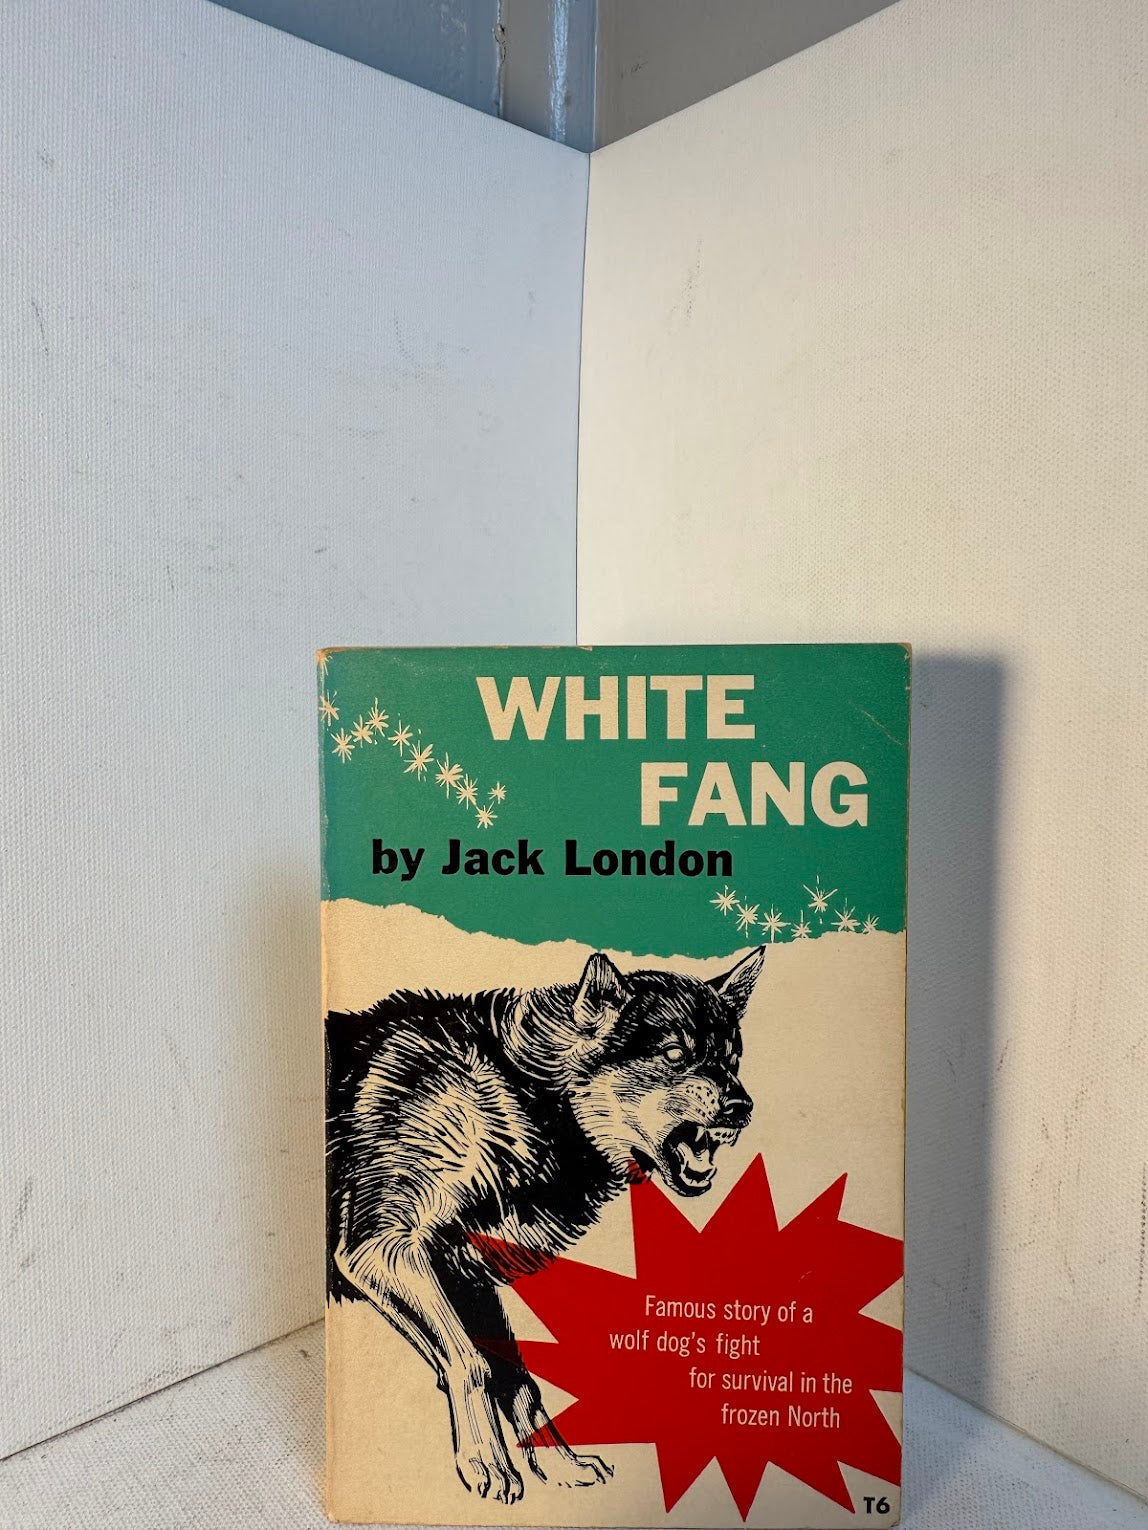 WHITE
FANG
by Jack London
Famous story of a
wolf dog's fight
for survival in the
frozen North
T6